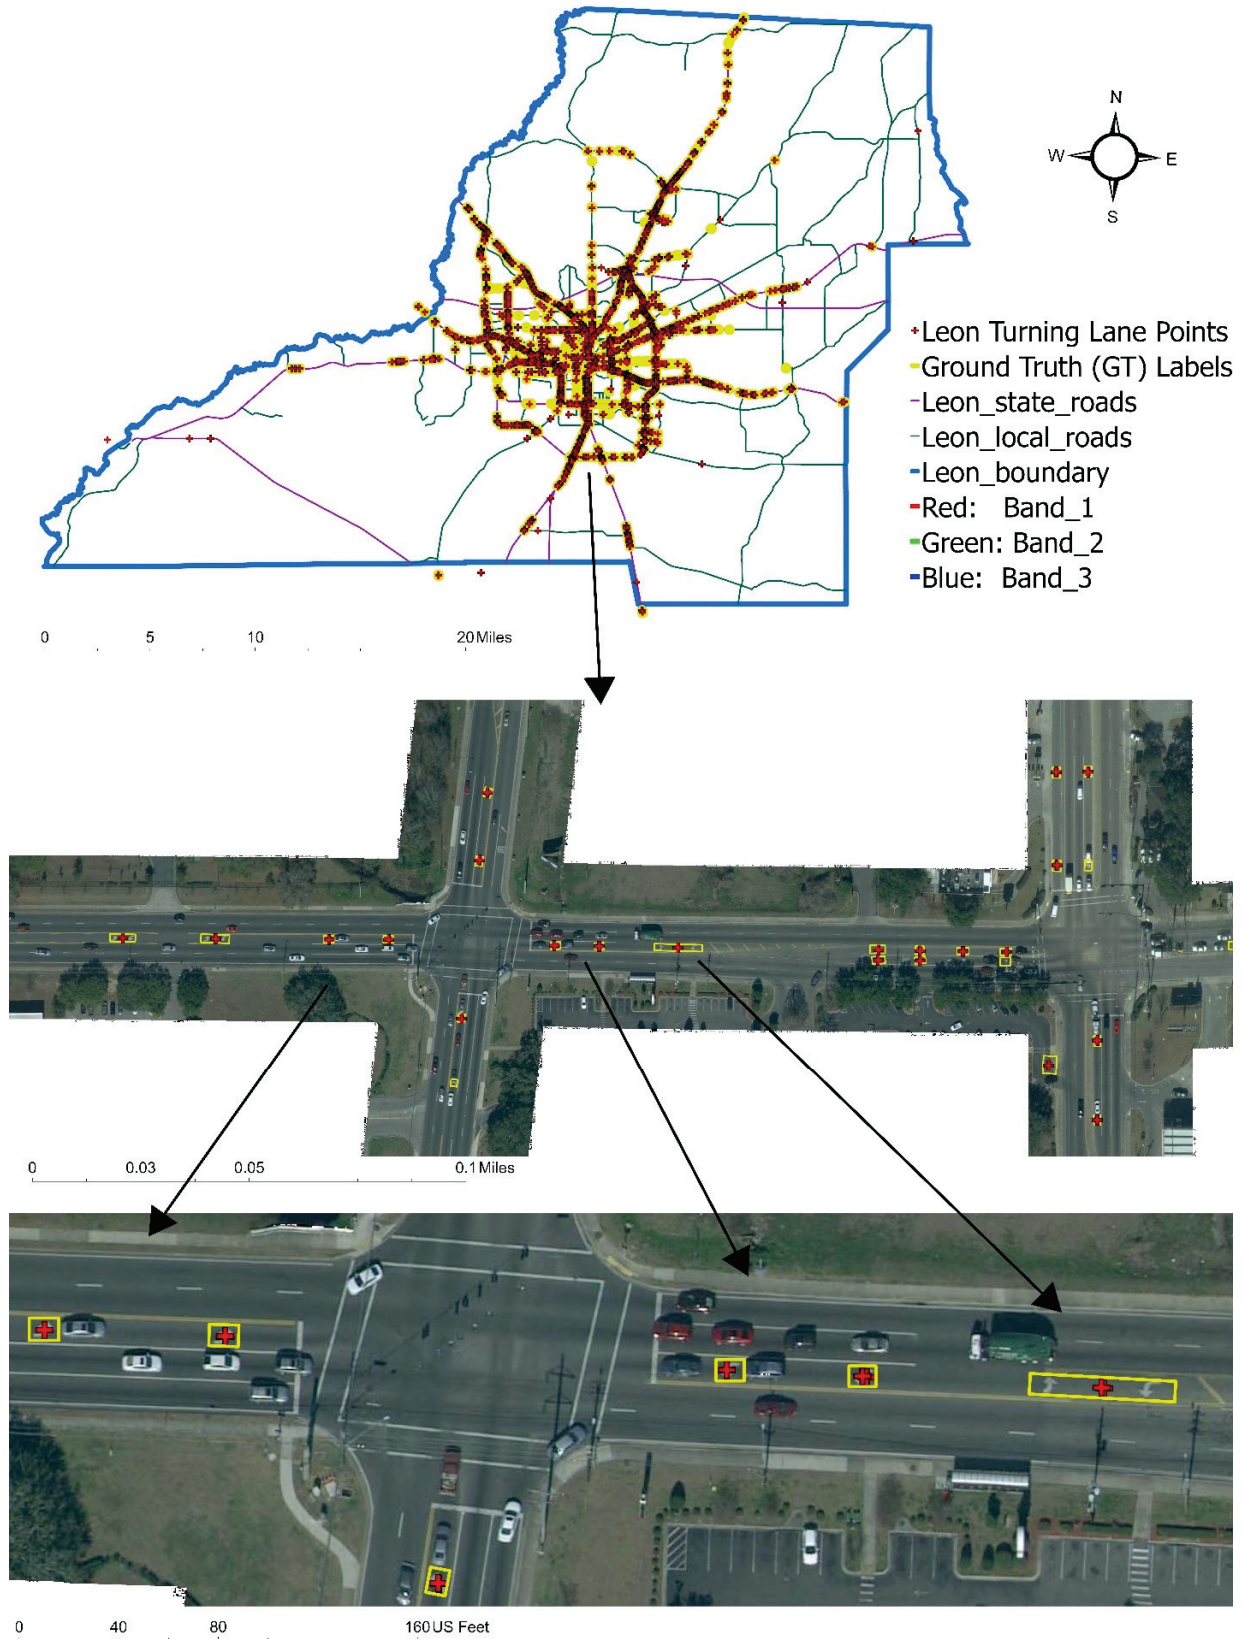 N
W E
S
Leon Turning Lane Points
Ground Truth (GT) Labels
Leon_state_roads
Leon_local_roads
Leon_boundary
Red: Band_1
Green: Band_2
Blue: Band_3
0 5 10 20 Miles
0 0.03 0.05 0.1 Miles
0 40 80 160 US Feet